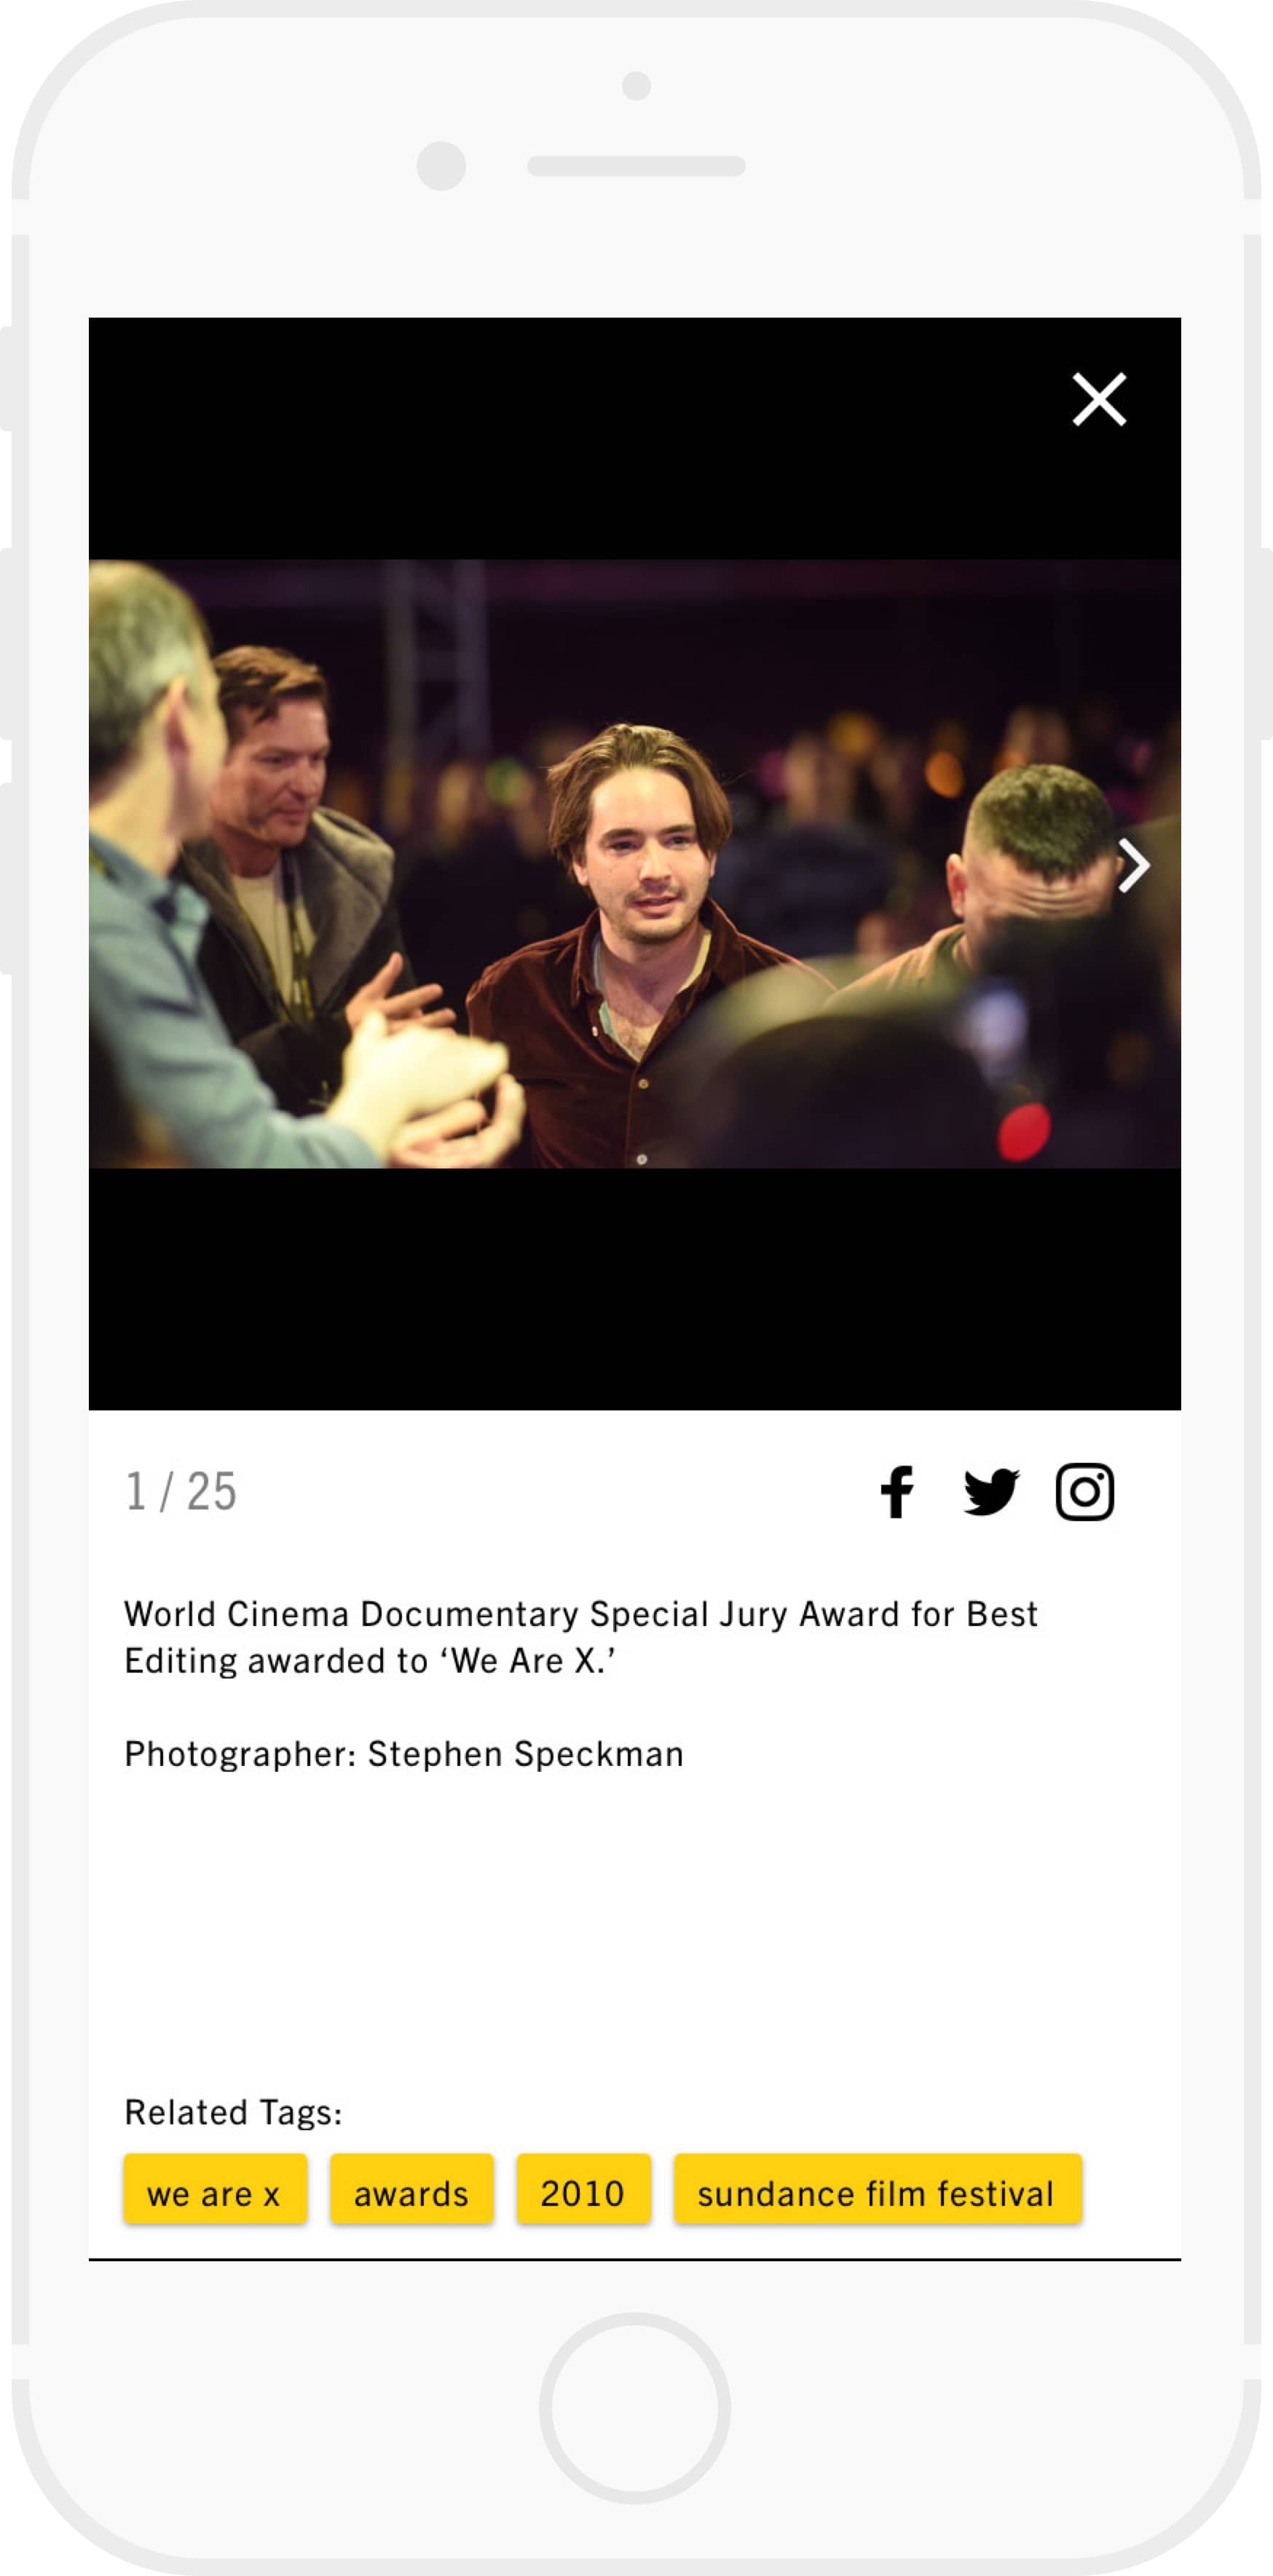 1 / 25
World Cinema Documentary Special Jury Award for Best
Editing awarded to ‘We Are X.’
Photographer: Stephen Speckman
Related Tags:
we are x awards 2010 sundance film festival